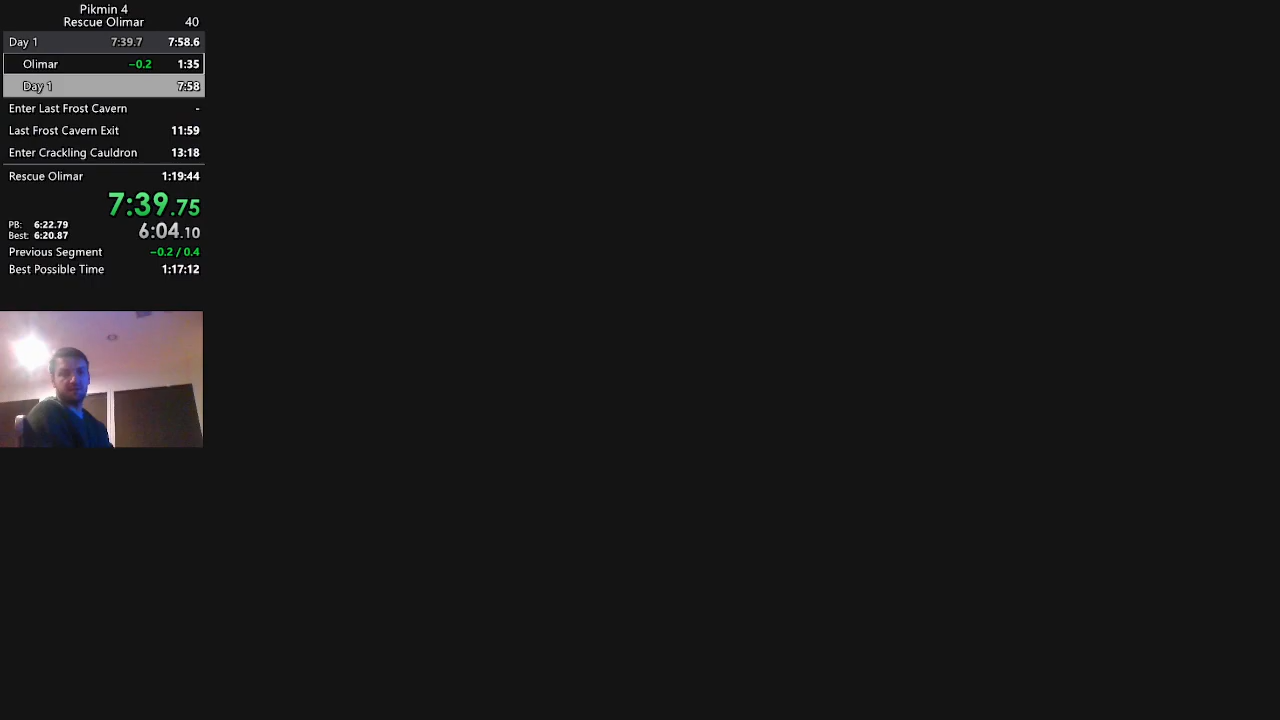 Pikmin 4
Rescue Olimar 40
Day 1 7:39.7 7:58.6
Olimar −0.2 1:35
Day 1 7:58
Enter Last Frost Cavern -
Last Frost Cavern Exit 11:59
Enter Crackling Cauldron 13:18
Rescue Olimar 1:19:44
7:39.75
PB: 6:22.79 6:04.10
Best: 6:20.87
Previous Segment −0.2 / 0.4
Best Possible Time 1:17:12